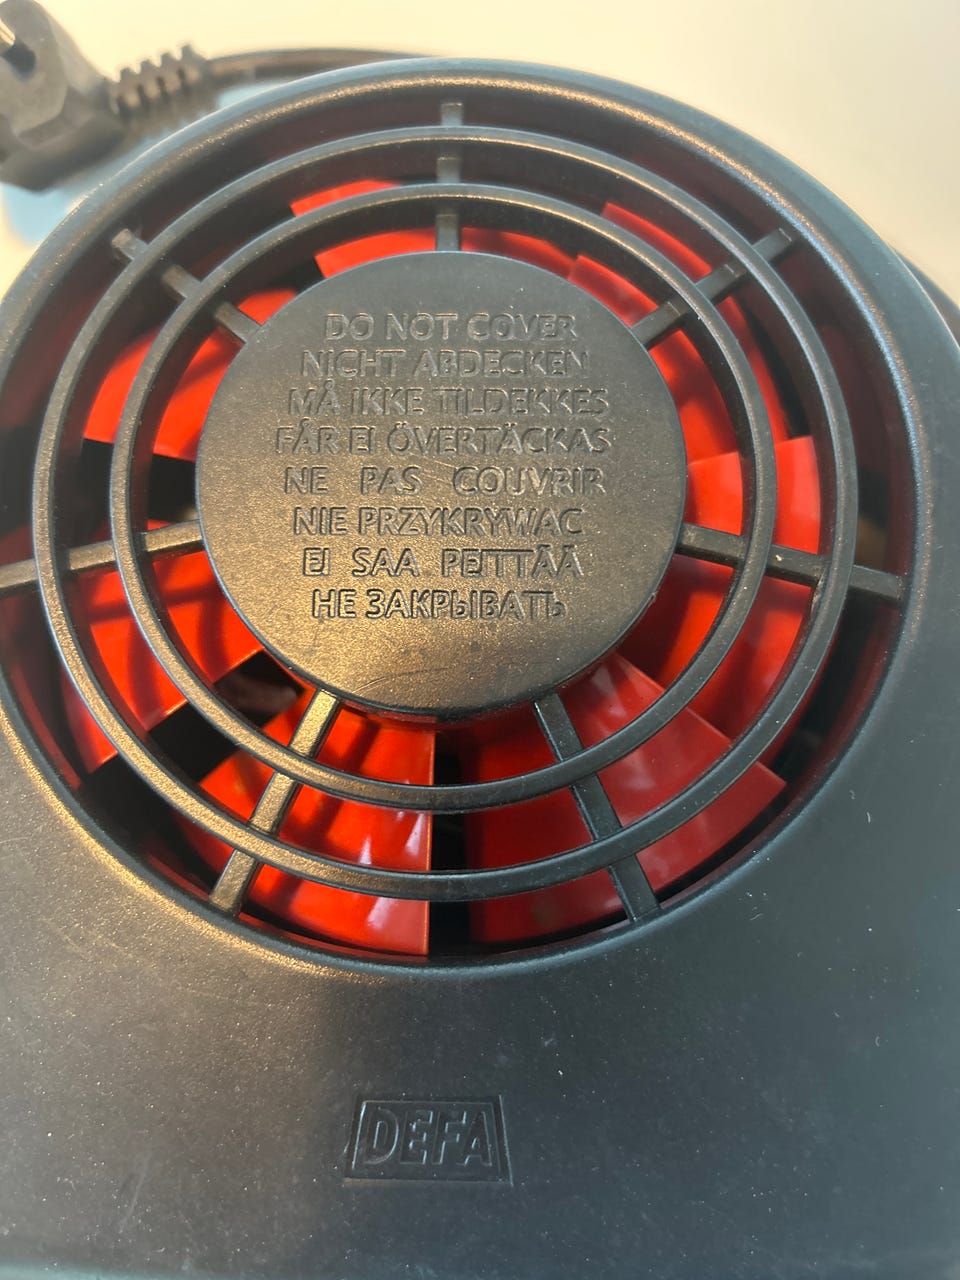 DO NOT COVER
NICHT ABDECKEN
MÅ IKKE TILDEKKES
FÅR EJ ÖVERTÄCKAS
NE PAS COUVRIR
NIE PRZYKRYWAC
EI SAA PEITTÄÄ
НЕ ЗАКРЫВАТЬ
DEFA